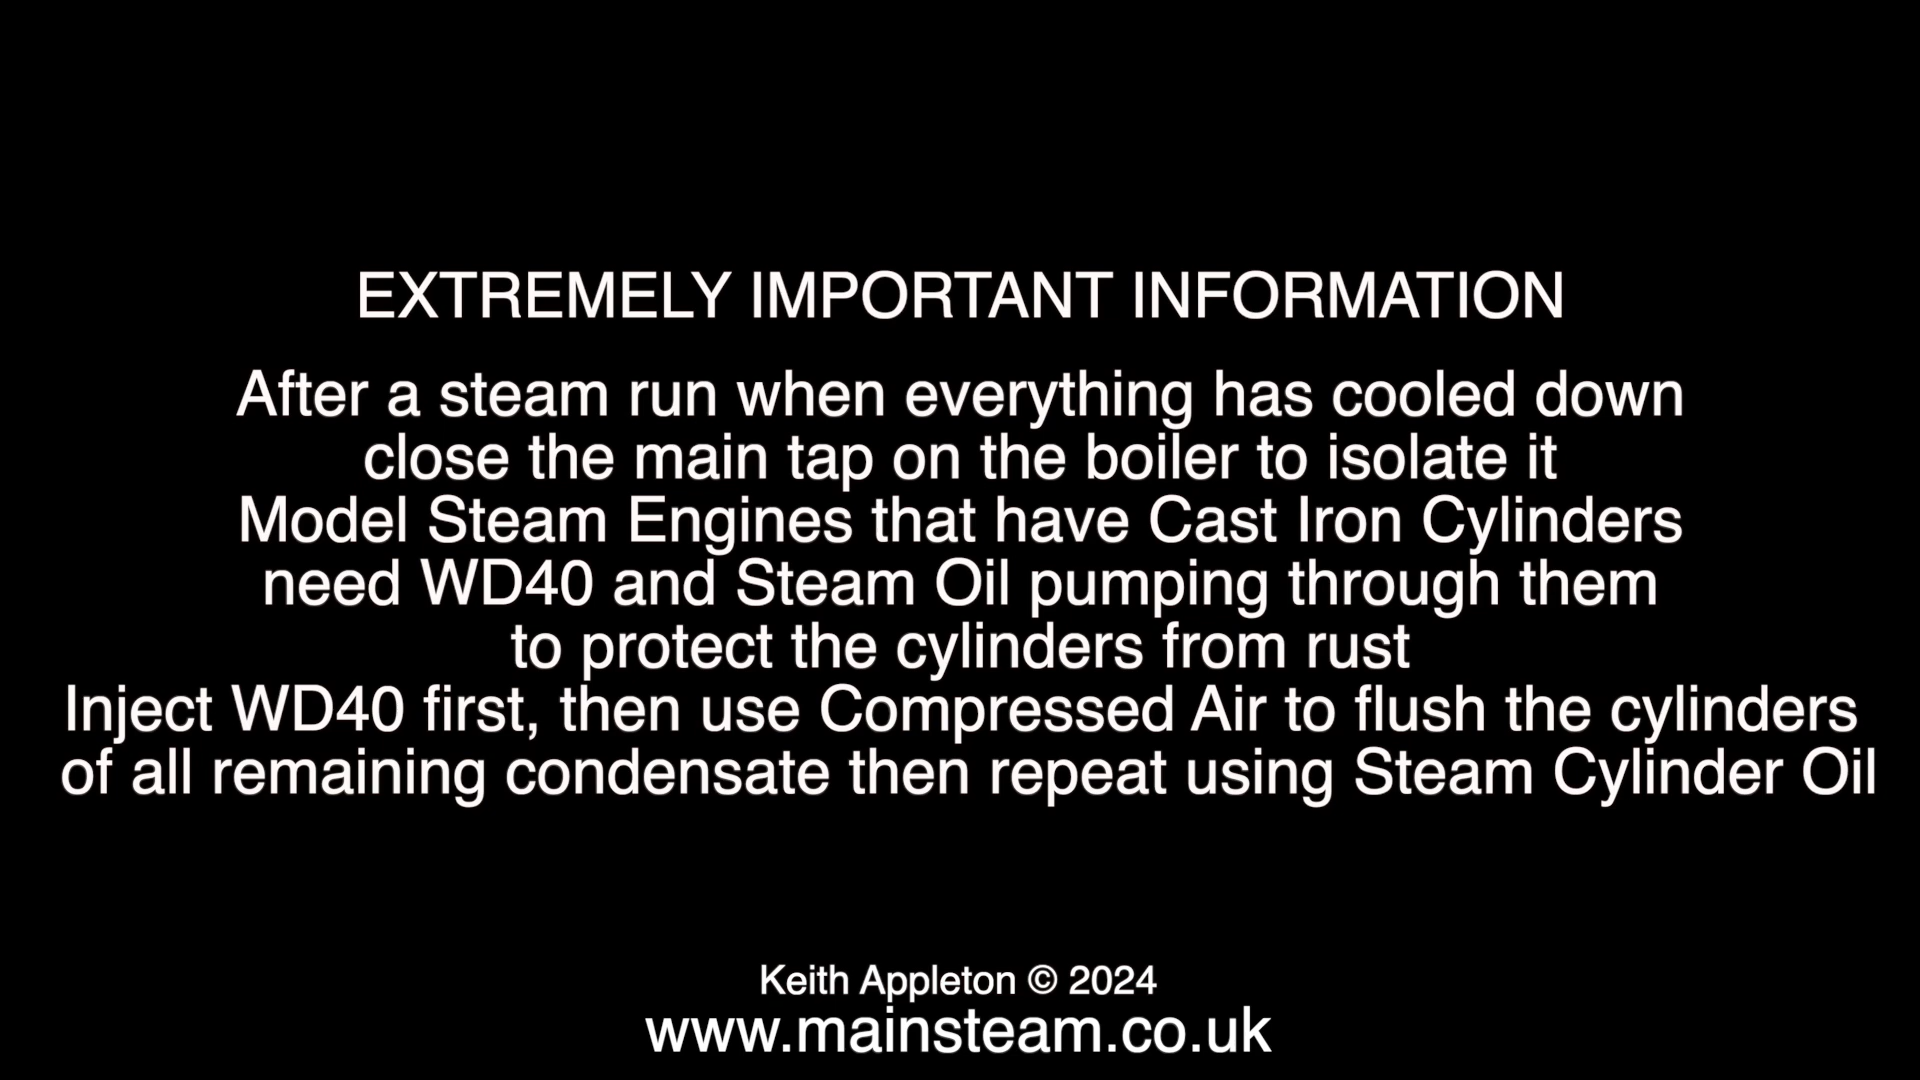 EXTREMELY IMPORTANT INFORMATION
After a steam run when everything has cooled down
close the main tap on the boiler to isolate it
Model Steam Engines that have Cast Iron Cylinders
need WD40 and Steam Oil pumping through them
to protect the cylinders from rust
Inject WD40 first, then use Compressed Air to flush the cylinders
of all remaining condensate then repeat using Steam Cylinder Oil
Keith Appleton © 2024
www.mainsteam.co.uk